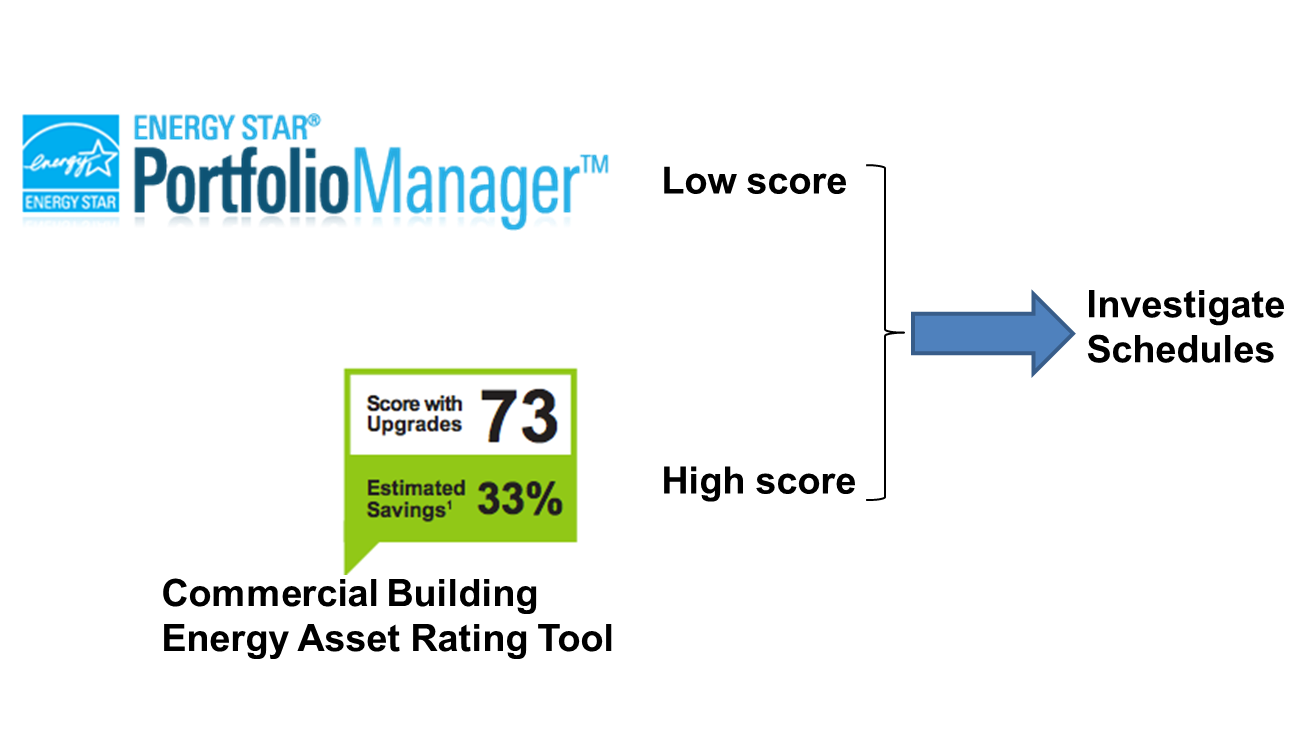 ENERGY STAR®
PortfolioManager™
energy
ENERGY STAR
Low score
Investigate
Schedules
Score with
Upgrades
73
Estimated
Savings¹
33%
High score
Commercial Building
Energy Asset Rating Tool